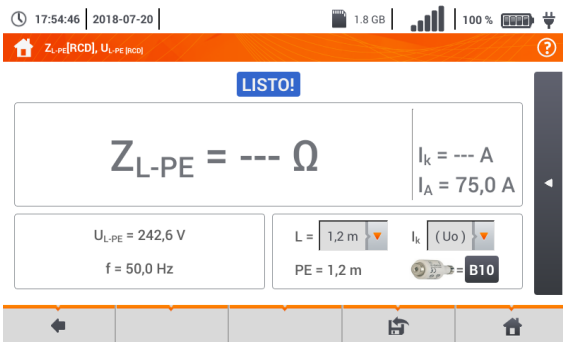 17:54:46 2018-07-20 1.8 GB 100 %
ZL-PE[RCD], UL-PE [RCD] ?
LISTO!
ZL-PE = --- Ω
Ik = --- A
IA = 75,0 A
UL-PE = 242,6 V
f = 50,0 Hz
L = 1,2 m Ik ( Uo )
PE = 1,2 m = B10